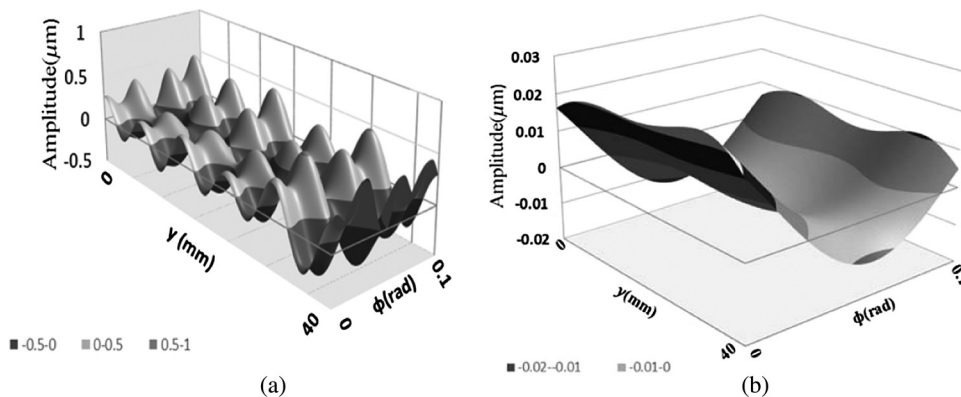 Amplitude(μm)
1
0.5
0
-0.5
0
y (mm)
40
0
ϕ(rad)
0.1
-0.5-0 0-0.5 0.5-1
(a)
Amplitude(μm)
0.03
0.02
0.01
0
-0.01
-0.02
0
y(mm)
40
0
ϕ(rad)
-0.02--0.01 -0.01-0
(b)